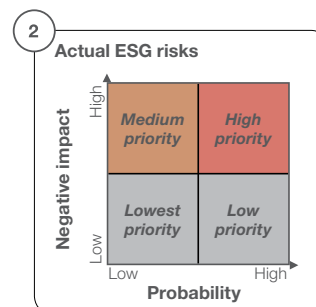 2
Actual ESG risks
Negative impact
High
Low
Medium
priority
High
priority
Lowest
priority
Low
priority
Low
High
Probability